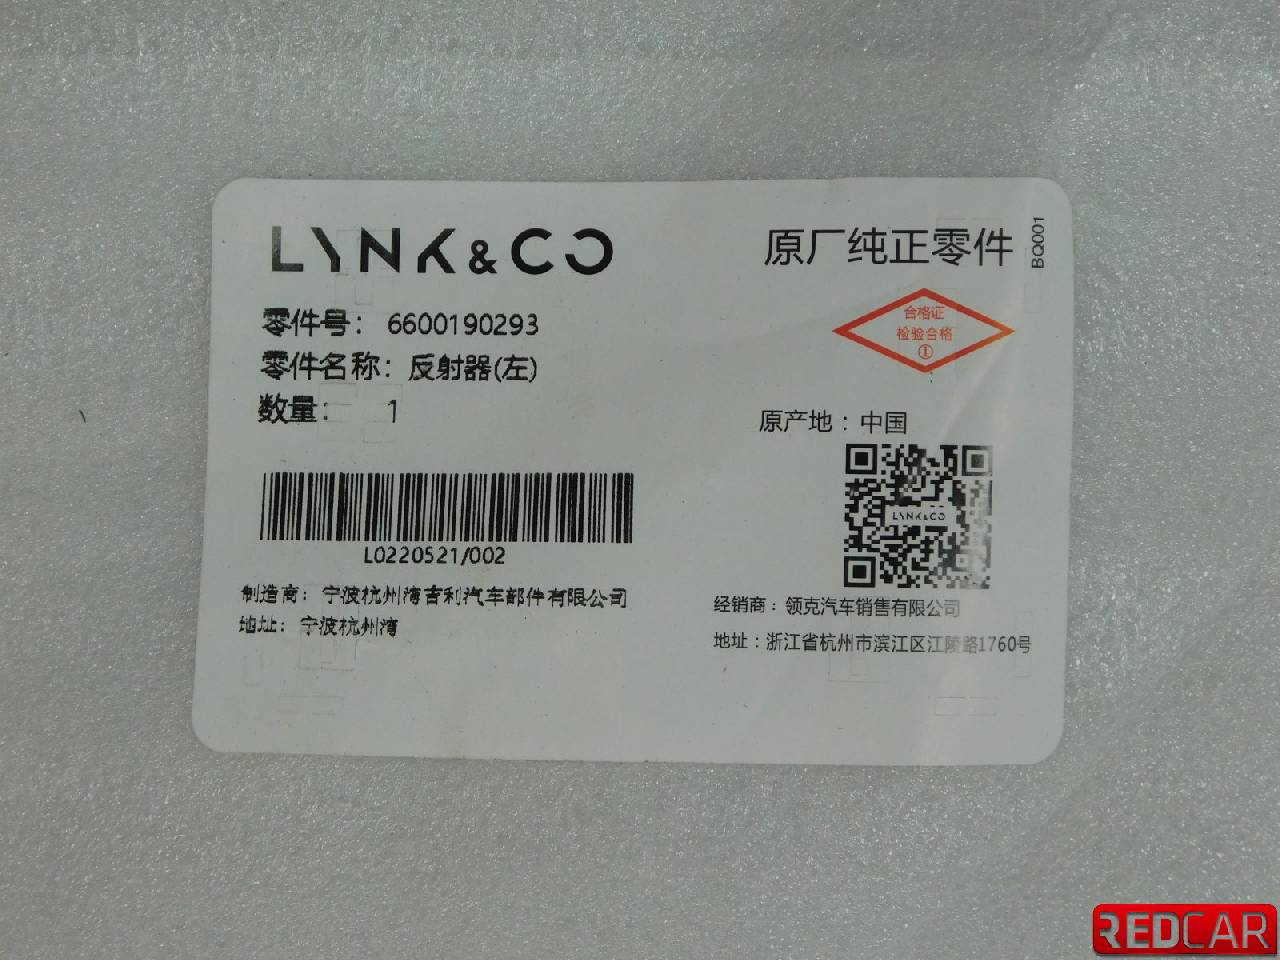 LYNK&CO
原厂纯正零件
BQ001
零件号： 6600190293
零件名称：反射器(左)
数量： 1
合格证
检验合格
①
原产地：中国
LYNK&CO
L0220521/002
制造商：宁波杭州湾吉利汽车部件有限公司
地址：宁波杭州湾
经销商：领克汽车销售有限公司
地址：浙江省杭州市滨江区江陵路1760号
REDCAR